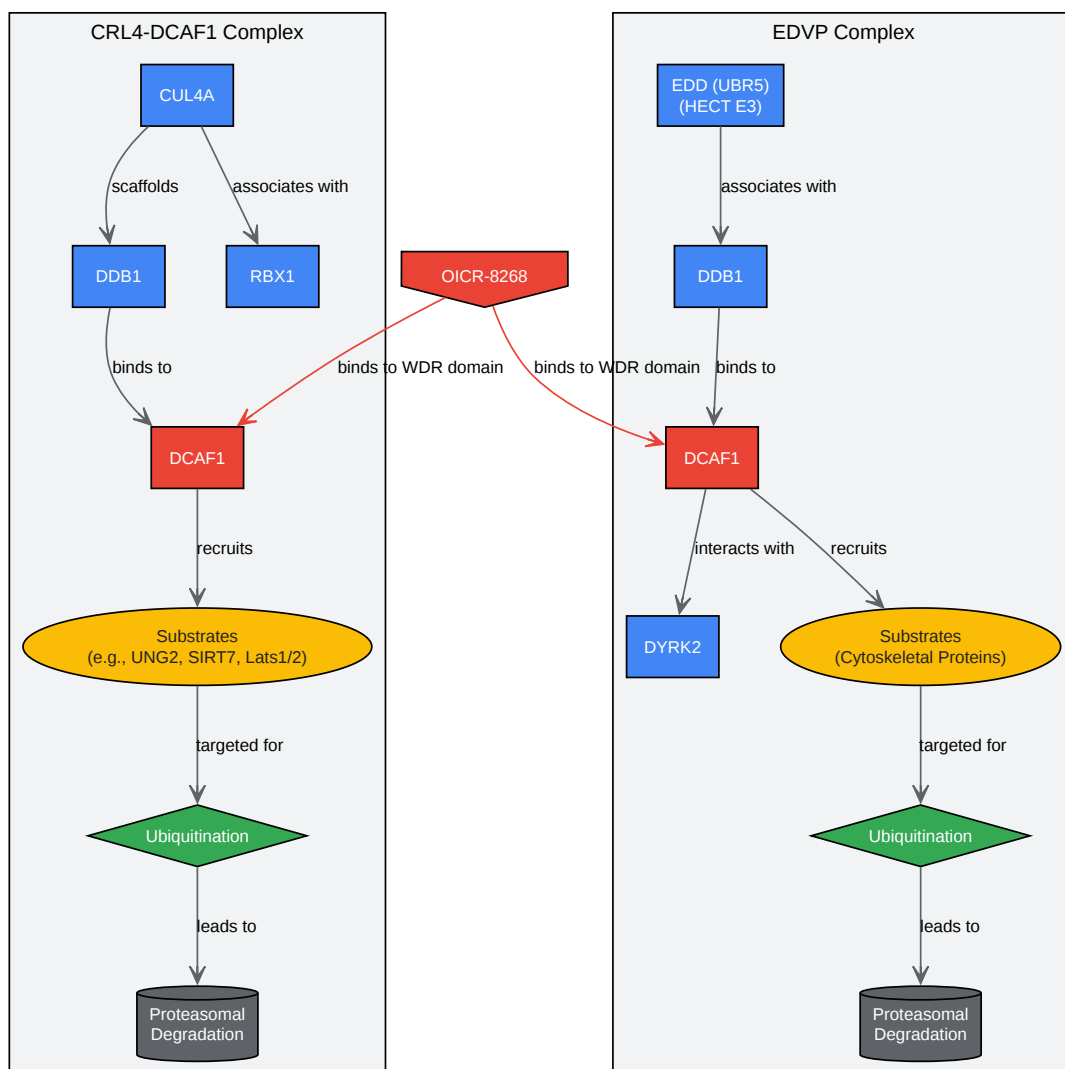 CRL4-DCAF1 Complex
EDVP Complex
CUL4A
EDD (UBR5)
(HECT E3)
scaffolds
associates with
associates with
DDB1
RBX1
OICR-8268
DDB1
binds to
binds to WDR domain
binds to WDR domain
binds to
DCAF1
DCAF1
recruits
interacts with
recruits
Substrates
(e.g., UNG2, SIRT7, Lats1/2)
DYRK2
Substrates
(Cytoskeletal Proteins)
targeted for
targeted for
Ubiquitination
Ubiquitination
leads to
leads to
Proteasomal
Degradation
Proteasomal
Degradation